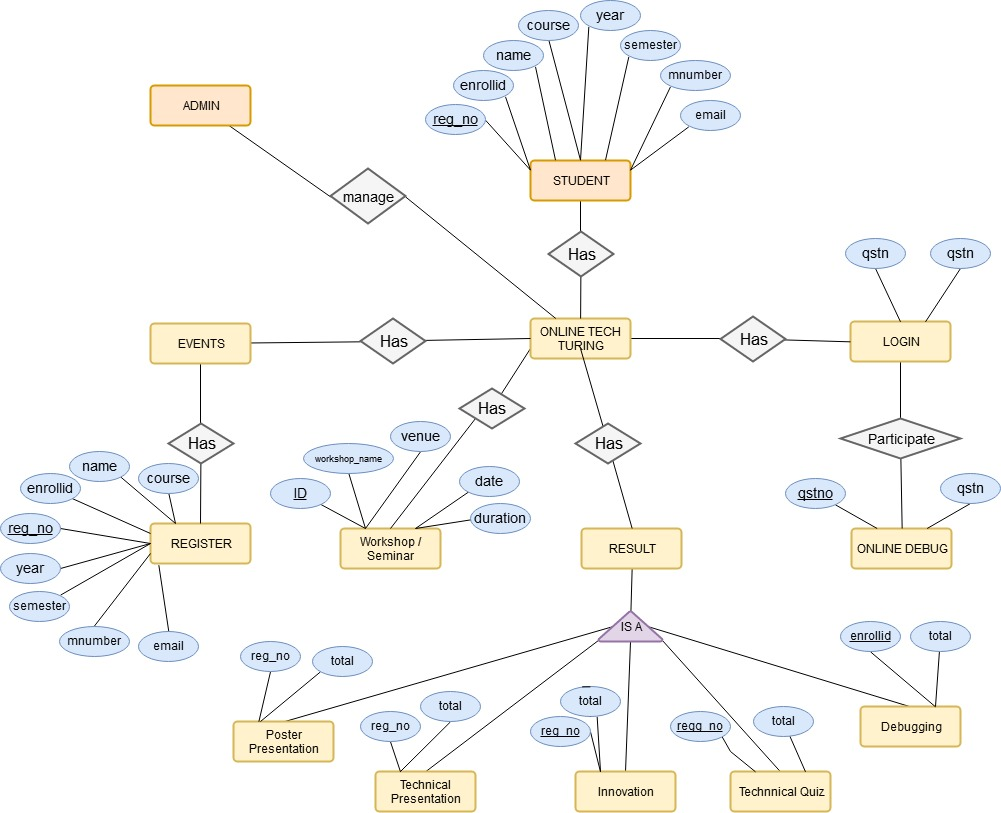 year
course
semester
name
mnumber
enrollid
ADMIN
reg_no
email
STUDENT
manage
Has
qstn
qstn
EVENTS
Has
ONLINE TECH
TURING
Has
LOGIN
Has
venue
Has
Has
Participate
workshop_name
name
course
enrollid
ID
date
qstno
qstn
reg_no
duration
REGISTER
Workshop /
Seminar
RESULT
ONLINE DEBUG
year
semester
mnumber
email
IS A
enrollid
total
reg_no
total
reg_no
total
total
reg_no
regg_no
total
Poster
Presentation
Debugging
Technical
Presentation
Innovation
Technnical Quiz